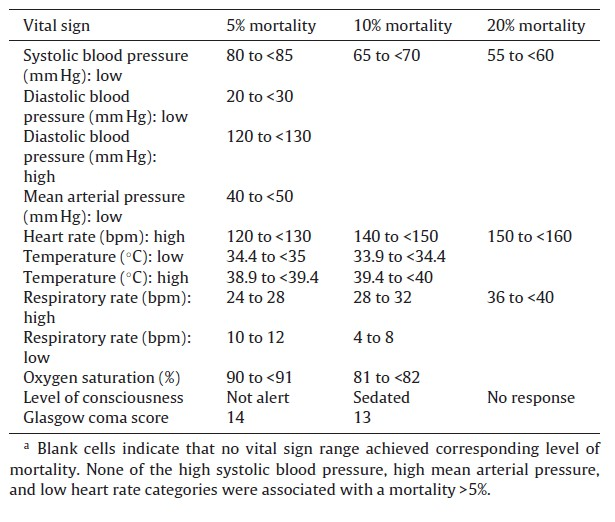 Vital sign 5% mortality 10% mortality 20% mortality
Systolic blood pressure 80 to <85 65 to <70 55 to <60
(mm Hg): low
Diastolic blood 20 to <30
pressure (mm Hg): low
Diastolic blood 120 to <130
pressure (mm Hg):
high
Mean arterial pressure 40 to <50
(mm Hg): low
Heart rate (bpm): high 120 to <130 140 to <150 150 to <160
Temperature (°C): low 34.4 to <35 33.9 to <34.4
Temperature (°C): high 38.9 to <39.4 39.4 to <40
Respiratory rate (bpm): 24 to 28 28 to 32 36 to <40
high
Respiratory rate (bpm): 10 to 12 4 to 8
low
Oxygen saturation (%) 90 to <91 81 to <82
Level of consciousness Not alert Sedated No response
Glasgow coma score 14 13
a Blank cells indicate that no vital sign range achieved corresponding level of
mortality. None of the high systolic blood pressure, high mean arterial pressure,
and low heart rate categories were associated with a mortality >5%.